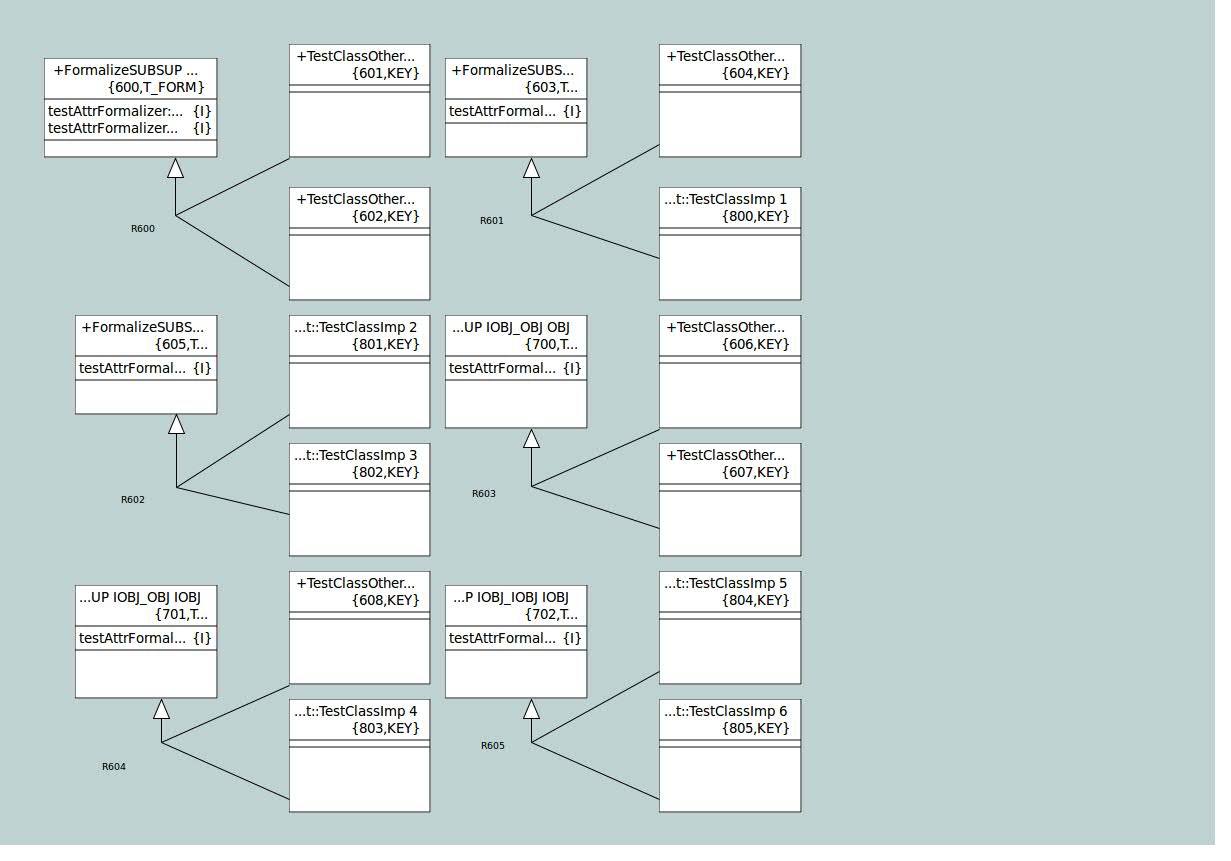 +FormalizeSUBSUP ...
{600,T_FORM}
testAttrFormalizer:... {I}
testAttrFormalizer... {I}
+TestClassOther...
{601,KEY}
+TestClassOther...
{602,KEY}
R600
+FormalizeSUBS...
{603,T...
testAttrFormal... {I}
+TestClassOther...
{604,KEY}
...t::TestClassImp 1
{800,KEY}
R601
+FormalizeSUBS...
{605,T...
testAttrFormal... {I}
...t::TestClassImp 2
{801,KEY}
...t::TestClassImp 3
{802,KEY}
R602
...UP IOBJ_OBJ OBJ
{700,T...
testAttrFormal... {I}
+TestClassOther...
{606,KEY}
+TestClassOther...
{607,KEY}
R603
...UP IOBJ_OBJ IOBJ
{701,T...
testAttrFormal... {I}
+TestClassOther...
{608,KEY}
...t::TestClassImp 4
{803,KEY}
R604
...P IOBJ_IOBJ IOBJ
{702,T...
testAttrFormal... {I}
...t::TestClassImp 5
{804,KEY}
...t::TestClassImp 6
{805,KEY}
R605